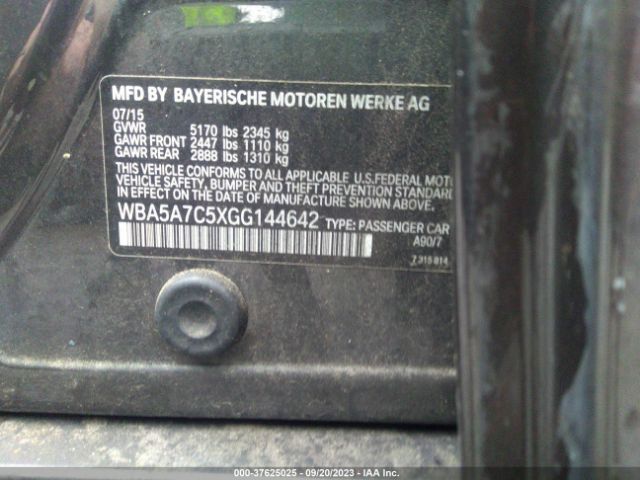 MFD BY BAYERISCHE MOTOREN WERKE AG
07/15
GVWR 5170 lbs 2345 kg
GAWR FRONT 2447 lbs 1110 kg
GAWR REAR 2888 lbs 1310 kg
THIS VEHICLE CONFORMS TO ALL APPLICABLE U.S.FEDERAL MOT
VEHICLE SAFETY, BUMPER AND THEFT PREVENTION STANDAR
IN EFFECT ON THE DATE OF MANUFACTURE SHOWN ABOVE.
WBA5A7C5XGG144642 TYPE: PASSENGER CAR
A90/7
7 315 814
000-37625025 - 09/20/2023 - IAA Inc.